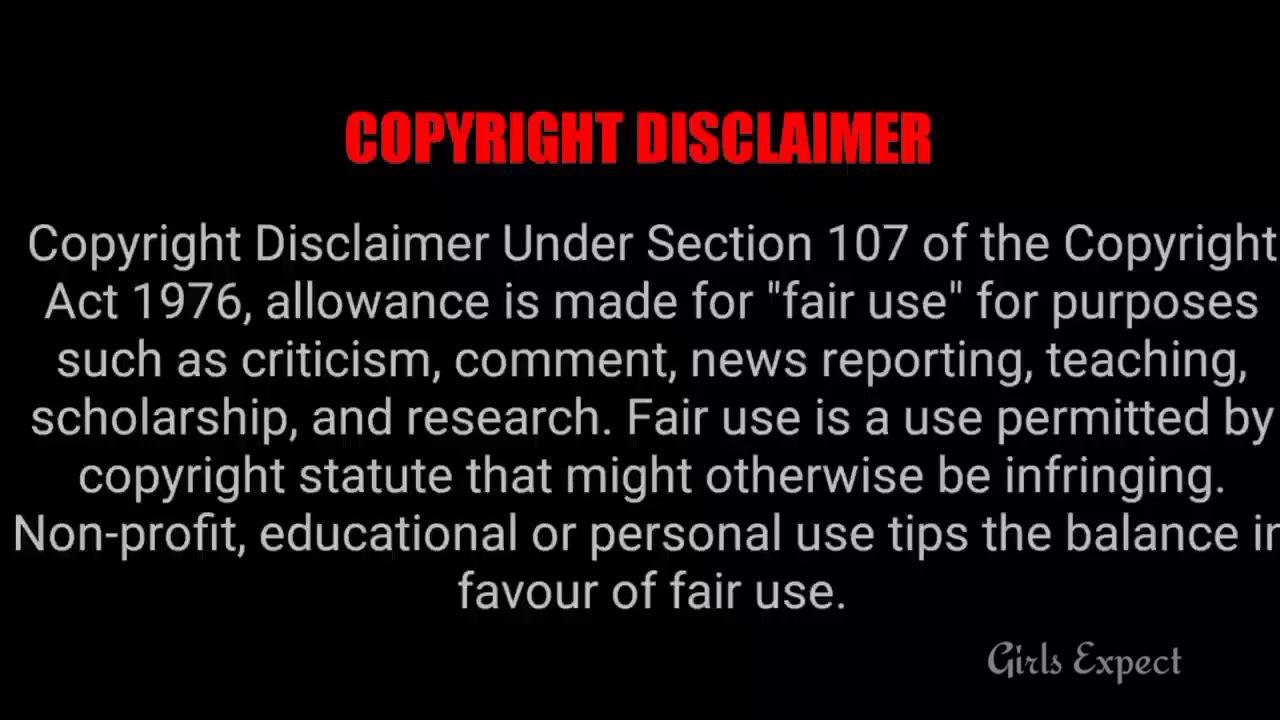 COPYRIGHT DISCLAIMER
Copyright Disclaimer Under Section 107 of the Copyright
Act 1976, allowance is made for "fair use" for purposes
such as criticism, comment, news reporting, teaching,
scholarship, and research. Fair use is a use permitted by
copyright statute that might otherwise be infringing.
Non-profit, educational or personal use tips the balance in
favour of fair use.
Girls Expect